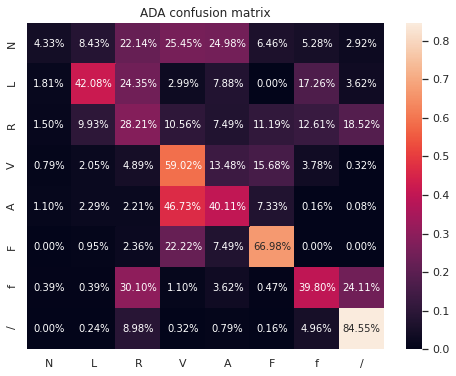 ADA confusion matrix
N 4.33% 8.43% 22.14% 25.45% 24.98% 6.46% 5.28% 2.92%
L 1.81% 42.08% 24.35% 2.99% 7.88% 0.00% 17.26% 3.62%
R 1.50% 9.93% 28.21% 10.56% 7.49% 11.19% 12.61% 18.52%
V 0.79% 2.05% 4.89% 59.02% 13.48% 15.68% 3.78% 0.32%
A 1.10% 2.29% 2.21% 46.73% 40.11% 7.33% 0.16% 0.08%
F 0.00% 0.95% 2.36% 22.22% 7.49% 66.98% 0.00% 0.00%
f 0.39% 0.39% 30.10% 1.10% 3.62% 0.47% 39.80% 24.11%
/ 0.00% 0.24% 8.98% 0.32% 0.79% 0.16% 4.96% 84.55%
N L R V A F f /
0.8
0.7
0.6
0.5
0.4
0.3
0.2
0.1
0.0